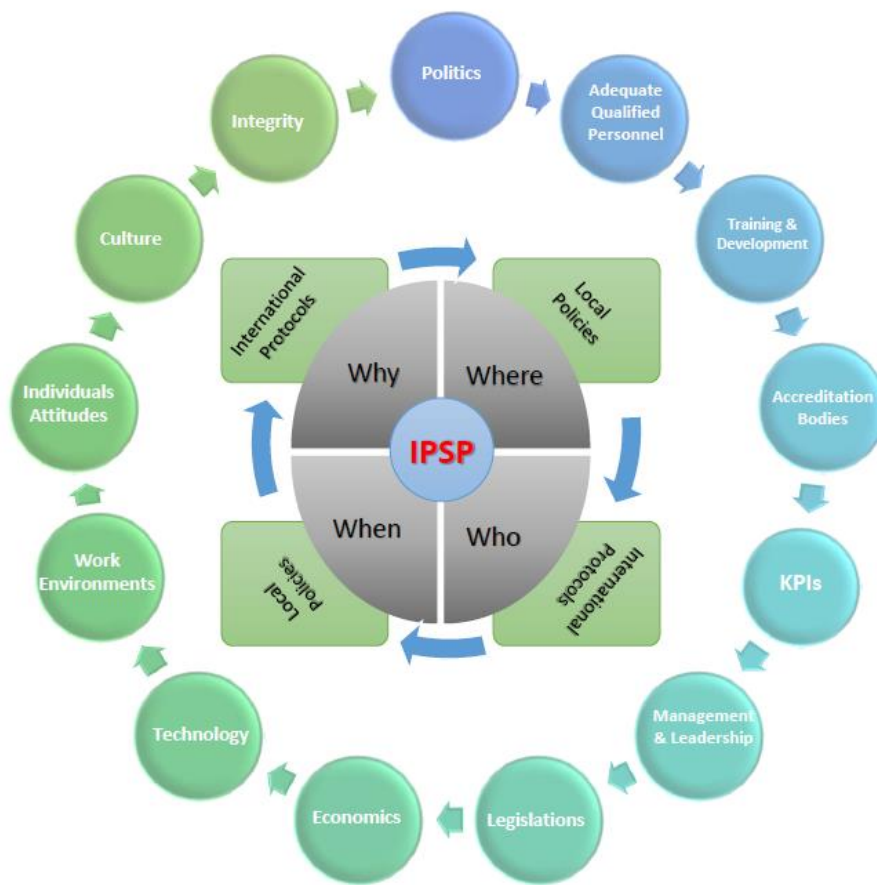 Politics
Adequate
Qualified
Personnel
Training &
Development
Accreditation
Bodies
KPIs
Management
& Leadership
Legislations
Economics
Technology
Work
Environments
Individuals
Attitudes
Culture
Integrity
International
Protocols
Local
Policies
International
Protocols
Local
Policies
Why
Where
IPSP
When
Who